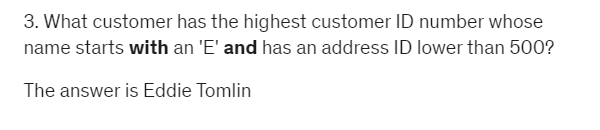 3. What customer has the highest customer ID number whose
name starts with an 'E' and has an address ID lower than 500?
The answer is Eddie Tomlin